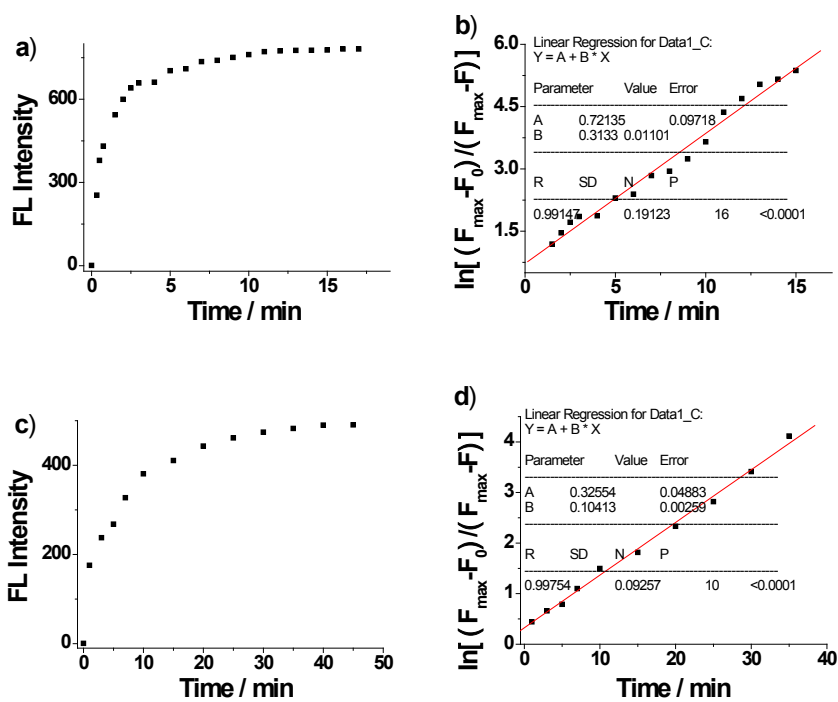 a)
FL Intensity
600
300
0
0 5 10 15
Time / min
b)
ln[(Fmax-F0)/(Fmax-F)]
6.0
4.5
3.0
1.5
Linear Regression for Data1_C:
Y = A + B * X
Parameter Value Error
A 0.72135 0.09718
B 0.3133 0.01101
R SD N P
0.99147 0.19123 16 <0.0001
0 5 10 15
Time / min
c)
FL Intensity
400
200
0
0 10 20 30 40 50
Time / min
d)
ln[(Fmax-F0)/(Fmax-F)]
4
3
2
1
0
Linear Regression for Data1_C:
Y = A + B * X
Parameter Value Error
A 0.32554 0.04883
B 0.10413 0.00259
R SD N P
0.99754 0.09257 10 <0.0001
0 10 20 30 40
Time / min